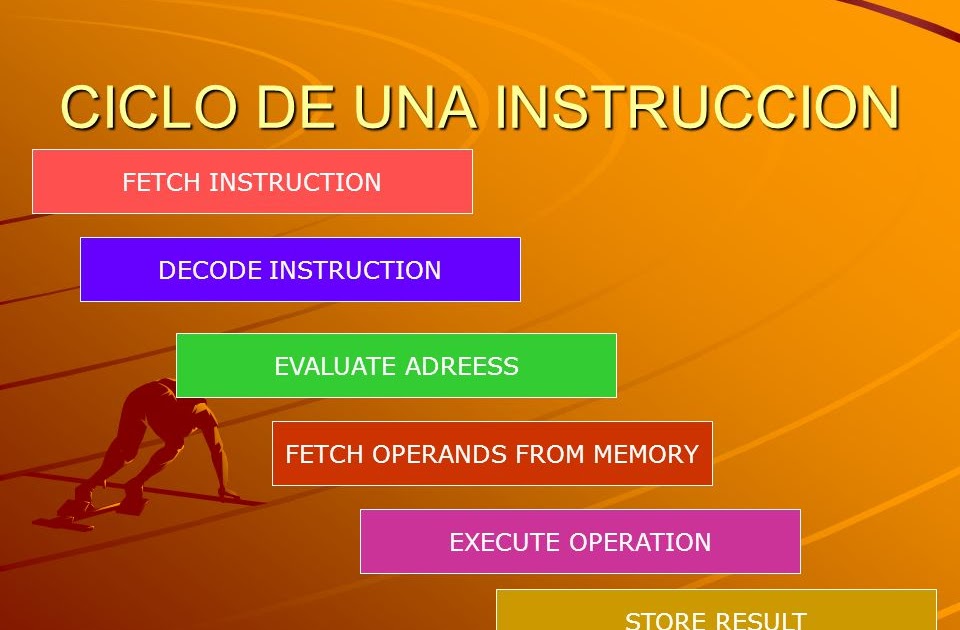 CICLO DE UNA INSTRUCCION
FETCH INSTRUCTION
DECODE INSTRUCTION
EVALUATE ADREESS
FETCH OPERANDS FROM MEMORY
EXECUTE OPERATION
STORE RESULT